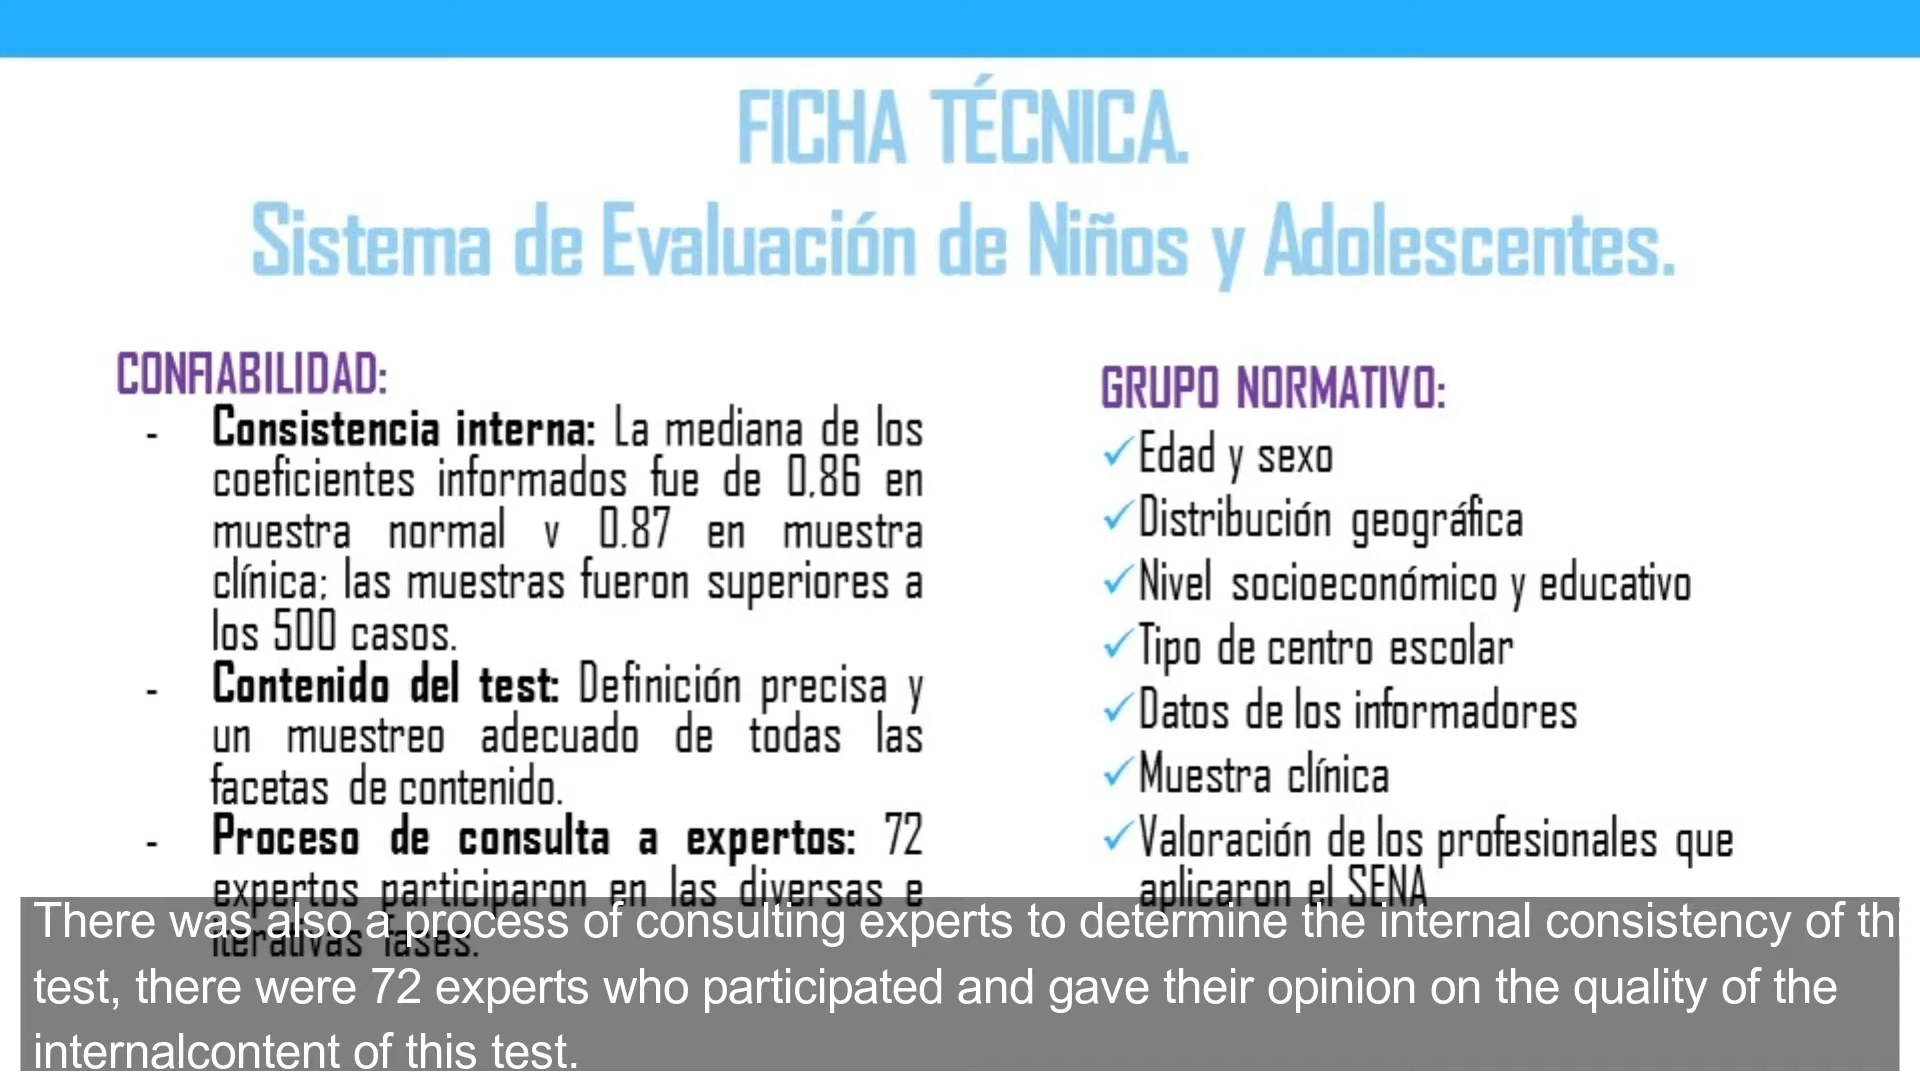 FICHA TÉCNICA.
Sistema de Evaluación de Niños y Adolescentes.
CONFIABILIDAD:
- Consistencia interna: La mediana de los
coeficientes informados fue de 0.86 en
muestra normal v 0.87 en muestra
clínica; las muestras fueron superiores a
los 500 casos.
- Contenido del test: Definición precisa y
un muestreo adecuado de todas las
facetas de contenido.
- Proceso de consulta a expertos: 72
expertos participaron en las diversas e
iterativas fases.
GRUPO NORMATIVO:
✓Edad y sexo
✓Distribución geográfica
✓Nivel socioeconómico y educativo
✓Tipo de centro escolar
✓Datos de los informadores
✓Muestra clínica
✓Valoración de los profesionales que
aplicaron el SENA
There was also a process of consulting experts to determine the internal consistency of thi
test, there were 72 experts who participated and gave their opinion on the quality of the
internalcontent of this test.